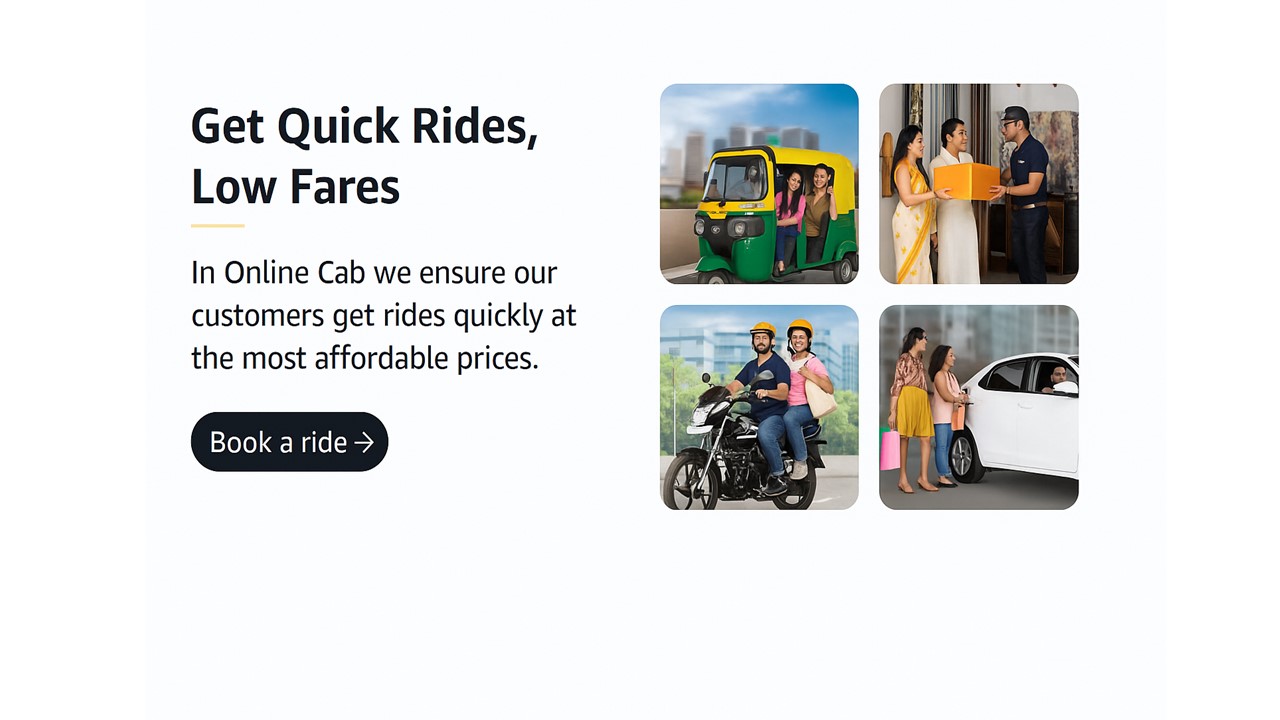 Get Quick Rides,
Low Fares
In Online Cab we ensure our
customers get rides quickly at
the most affordable prices.
Book a ride →